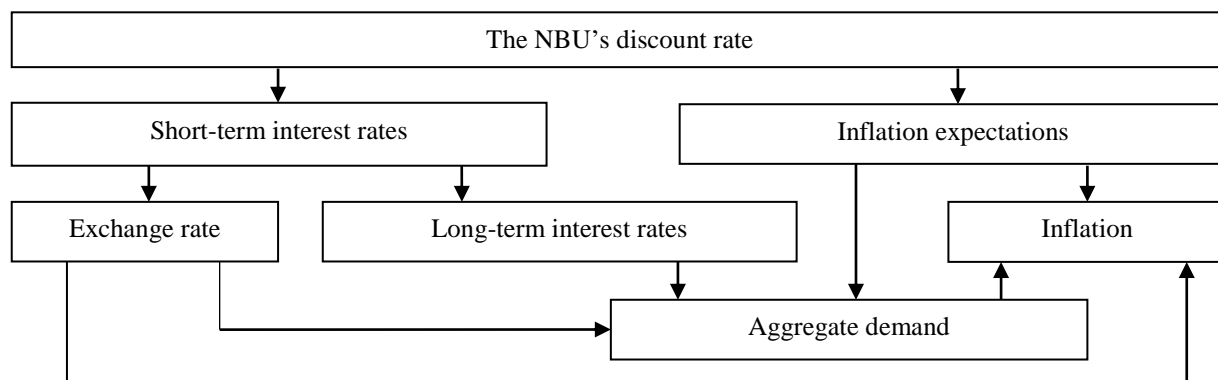 The NBU’s discount rate
Short-term interest rates
Inflation expectations
Exchange rate
Long-term interest rates
Inflation
Aggregate demand